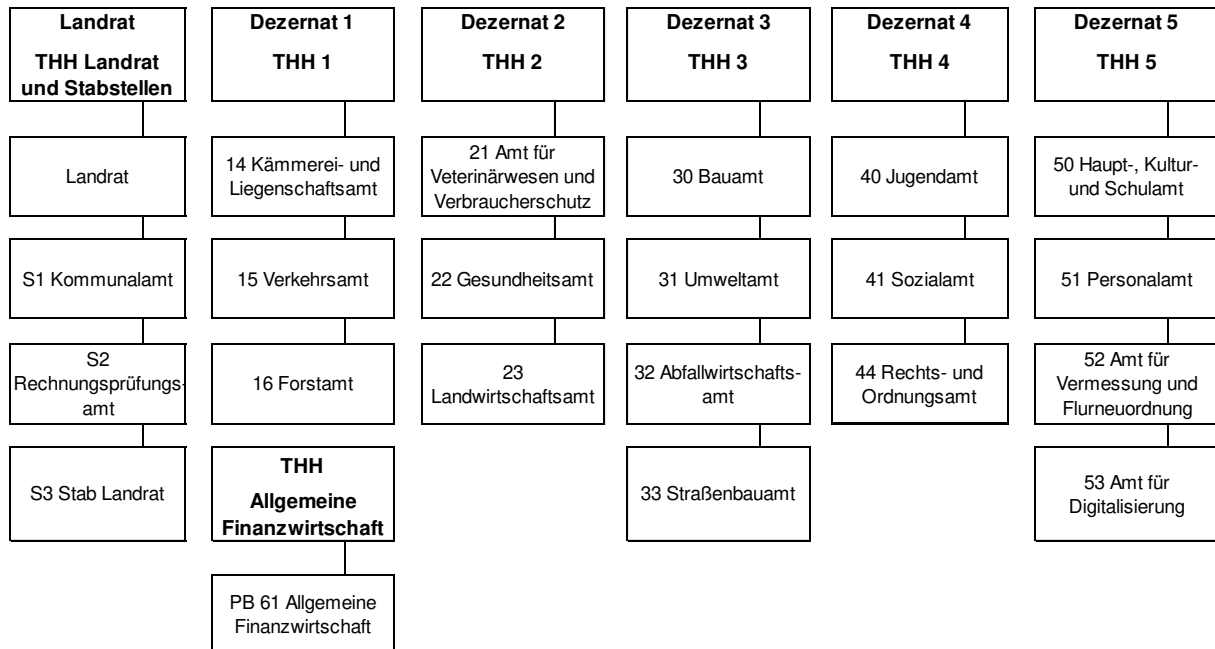 Landrat
THH Landrat
und Stabstellen
Landrat
S1 Kommunalamt
S2
Rechnungsprüfungs-
amt
S3 Stab Landrat
Dezernat 1
THH 1
14 Kämmerei- und
Liegenschaftsamt
15 Verkehrsamt
16 Forstamt
THH
Allgemeine
Finanzwirtschaft
PB 61 Allgemeine
Finanzwirtschaft
Dezernat 2
THH 2
21 Amt für
Veterinärwesen und
Verbraucherschutz
22 Gesundheitsamt
23
Landwirtschaftsamt
Dezernat 3
THH 3
30 Bauamt
31 Umweltamt
32 Abfallwirtschafts-
amt
33 Straßenbauamt
Dezernat 4
THH 4
40 Jugendamt
41 Sozialamt
44 Rechts- und
Ordnungsamt
Dezernat 5
THH 5
50 Haupt-, Kultur-
und Schulamt
51 Personalamt
52 Amt für
Vermessung und
Flurneuordnung
53 Amt für
Digitalisierung